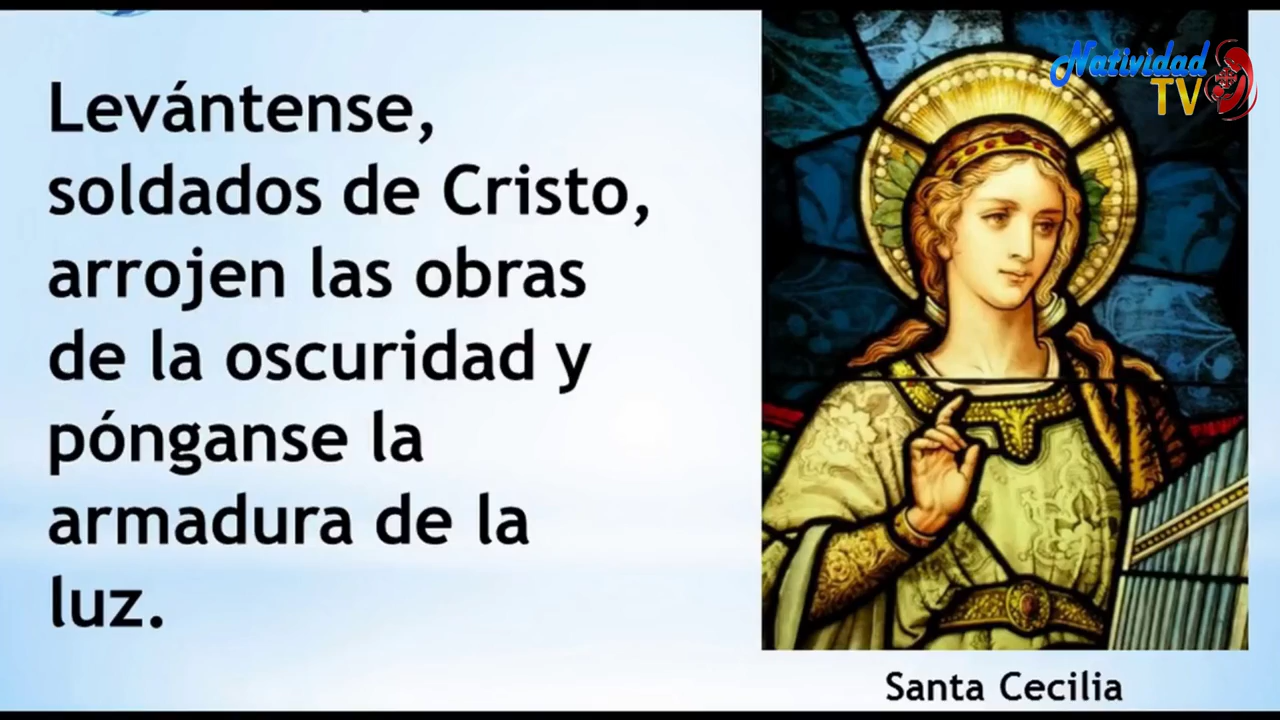 Levántense,
soldados de Cristo,
arrojen las obras
de la oscuridad y
pónganse la
armadura de la
luz.
Natividad
TV
Santa Cecilia